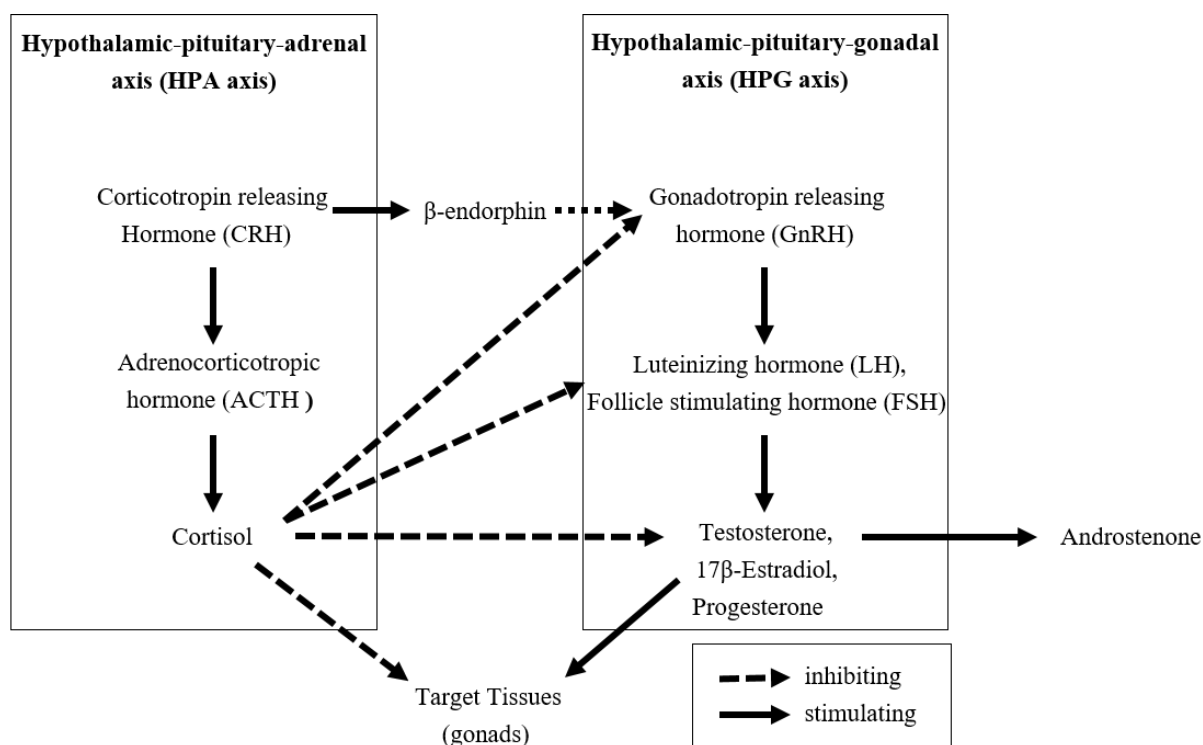 Hypothalamic-pituitary-adrenal
axis (HPA axis)
Hypothalamic-pituitary-gonadal
axis (HPG axis)
Corticotropin releasing
Hormone (CRH)
β-endorphin
Gonadotropin releasing
hormone (GnRH)
Adrenocorticotropic
hormone (ACTH )
Luteinizing hormone (LH),
Follicle stimulating hormone (FSH)
Cortisol
Testosterone,
17β-Estradiol,
Progesterone
Androstenone
Target Tissues
(gonads)
inhibiting
stimulating